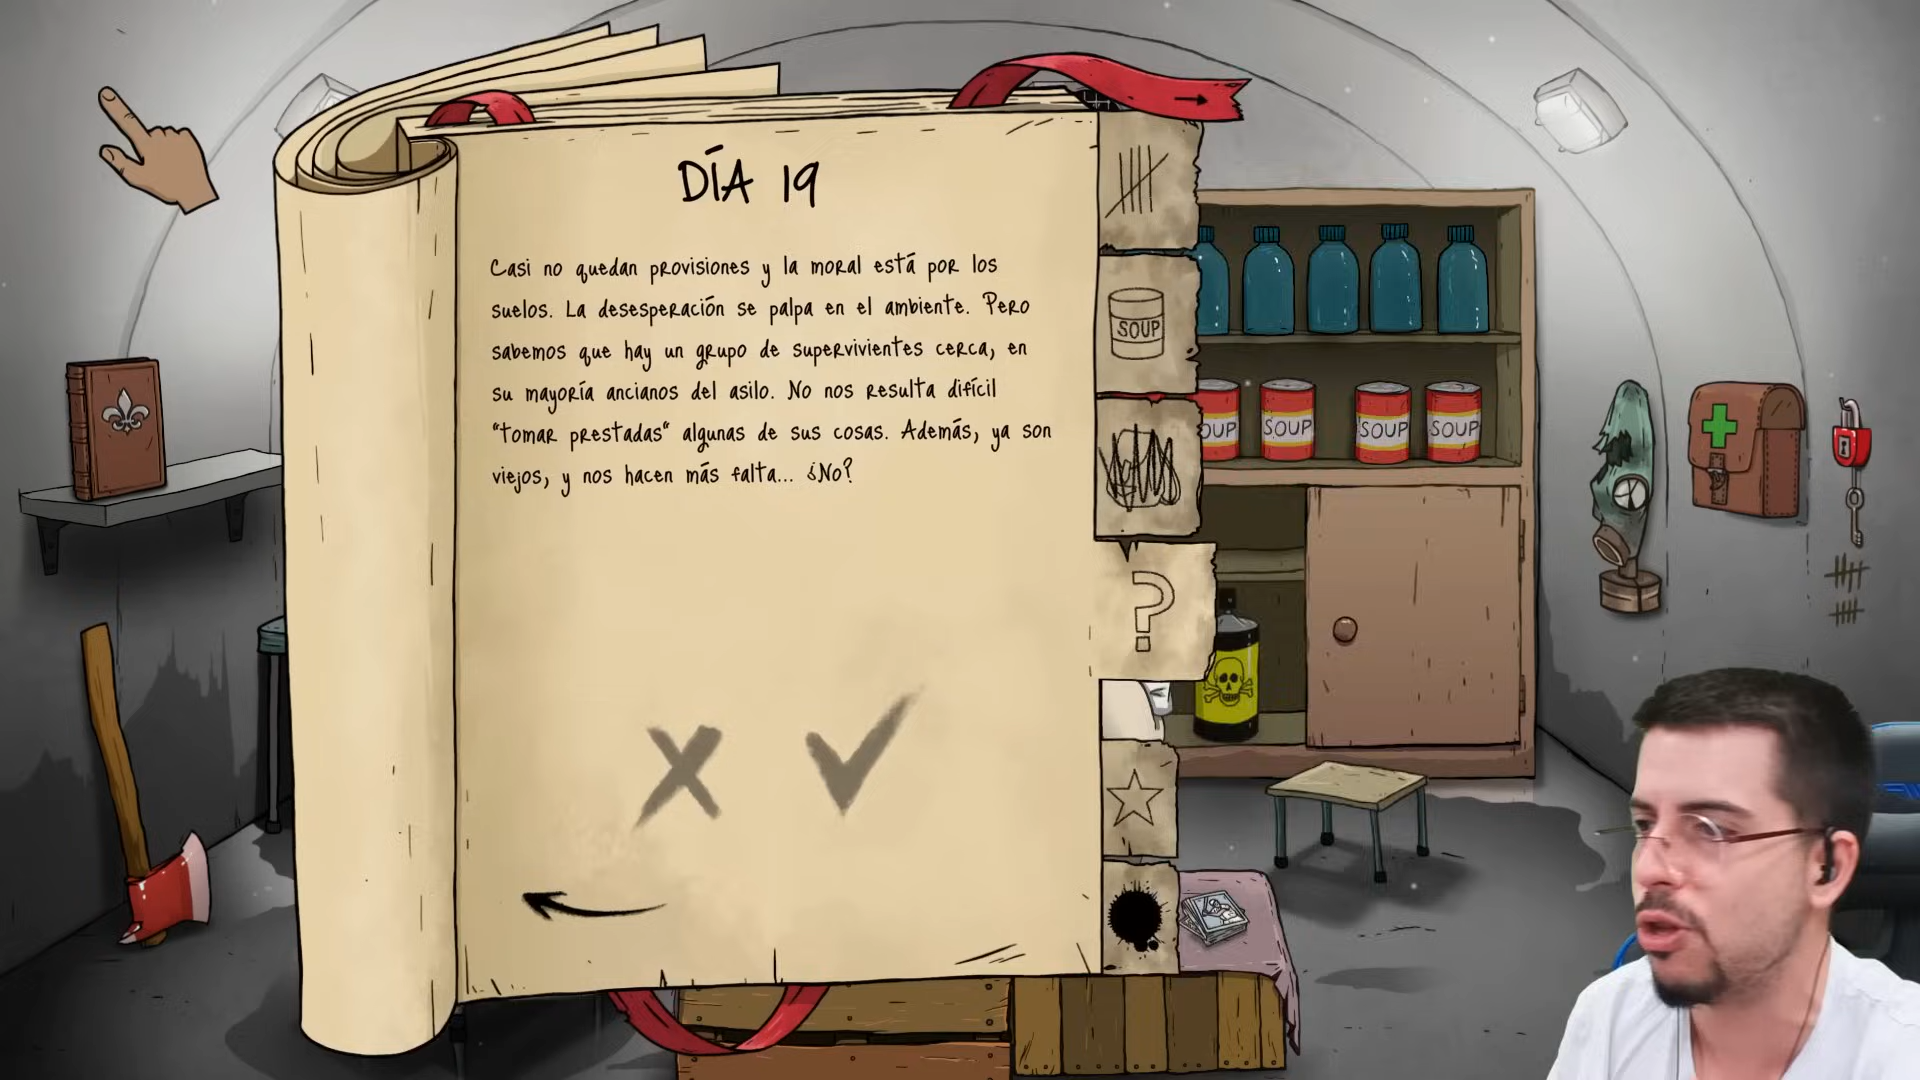 DÍA 19
Casi no quedan provisiones y la moral está por los
suelos. La desesperación se palpa en el ambiente. Pero
sabemos que hay un grupo de supervivientes cerca, en
su mayoría ancianos del asilo. No nos resulta difícil
"tomar prestadas" algunas de sus cosas. Además, ya son
viejos, y nos hacen más falta... ¿No?
SOUP
OUP
SOUP
SOUP
SOUP